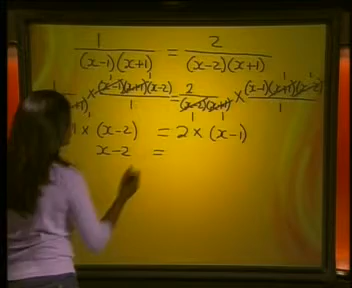 1/((x-1)(x+1)) = 2/((x-2)(x+1))
1/ +1) × (x-1)(x+1)(x-2)/1 = 2/((x-2)(x+1)) × (x-1)(x+1)(x-2)/1
1 × (x-2) = 2 × (x-1)
x-2 =